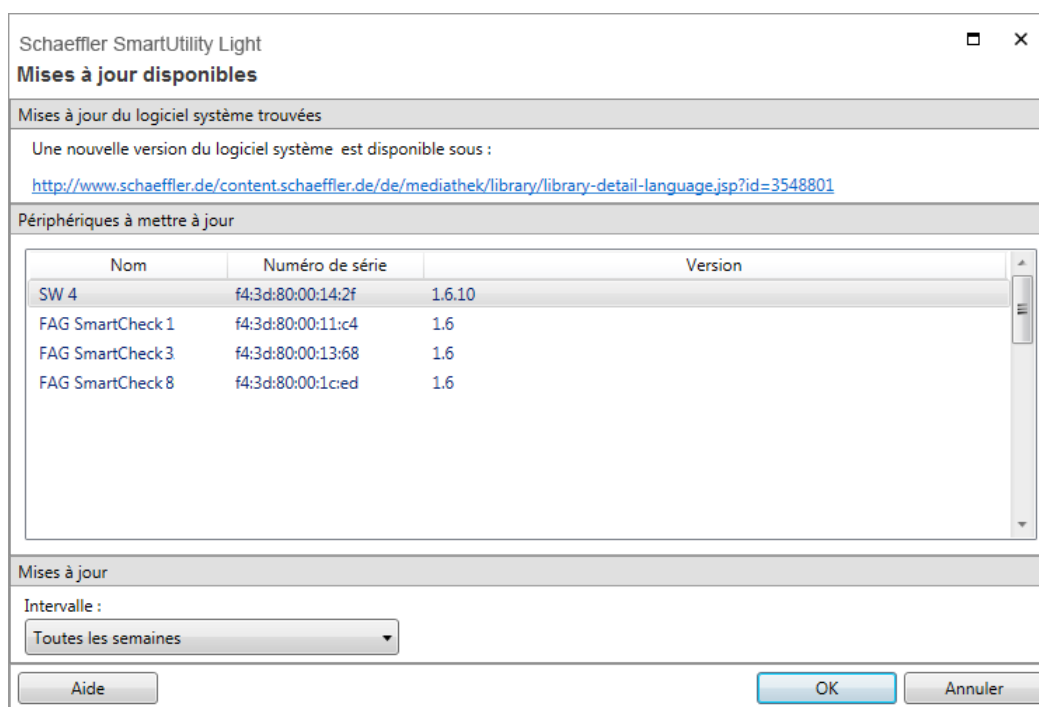 Schaeffler SmartUtility Light
Mises à jour disponibles
Mises à jour du logiciel système trouvées
Une nouvelle version du logiciel système est disponible sous :
http://www.schaeffler.de/content.schaeffler.de/de/mediathek/library/library-detail-language.jsp?id=3548801
Périphériques à mettre à jour
Nom Numéro de série Version
SW 4 f4:3d:80:00:14:2f 1.6.10
FAG SmartCheck 1 f4:3d:80:00:11:c4 1.6
FAG SmartCheck 3 f4:3d:80:00:13:68 1.6
FAG SmartCheck 8 f4:3d:80:00:1c:ed 1.6
Mises à jour
Intervalle :
Toutes les semaines
Aide OK Annuler